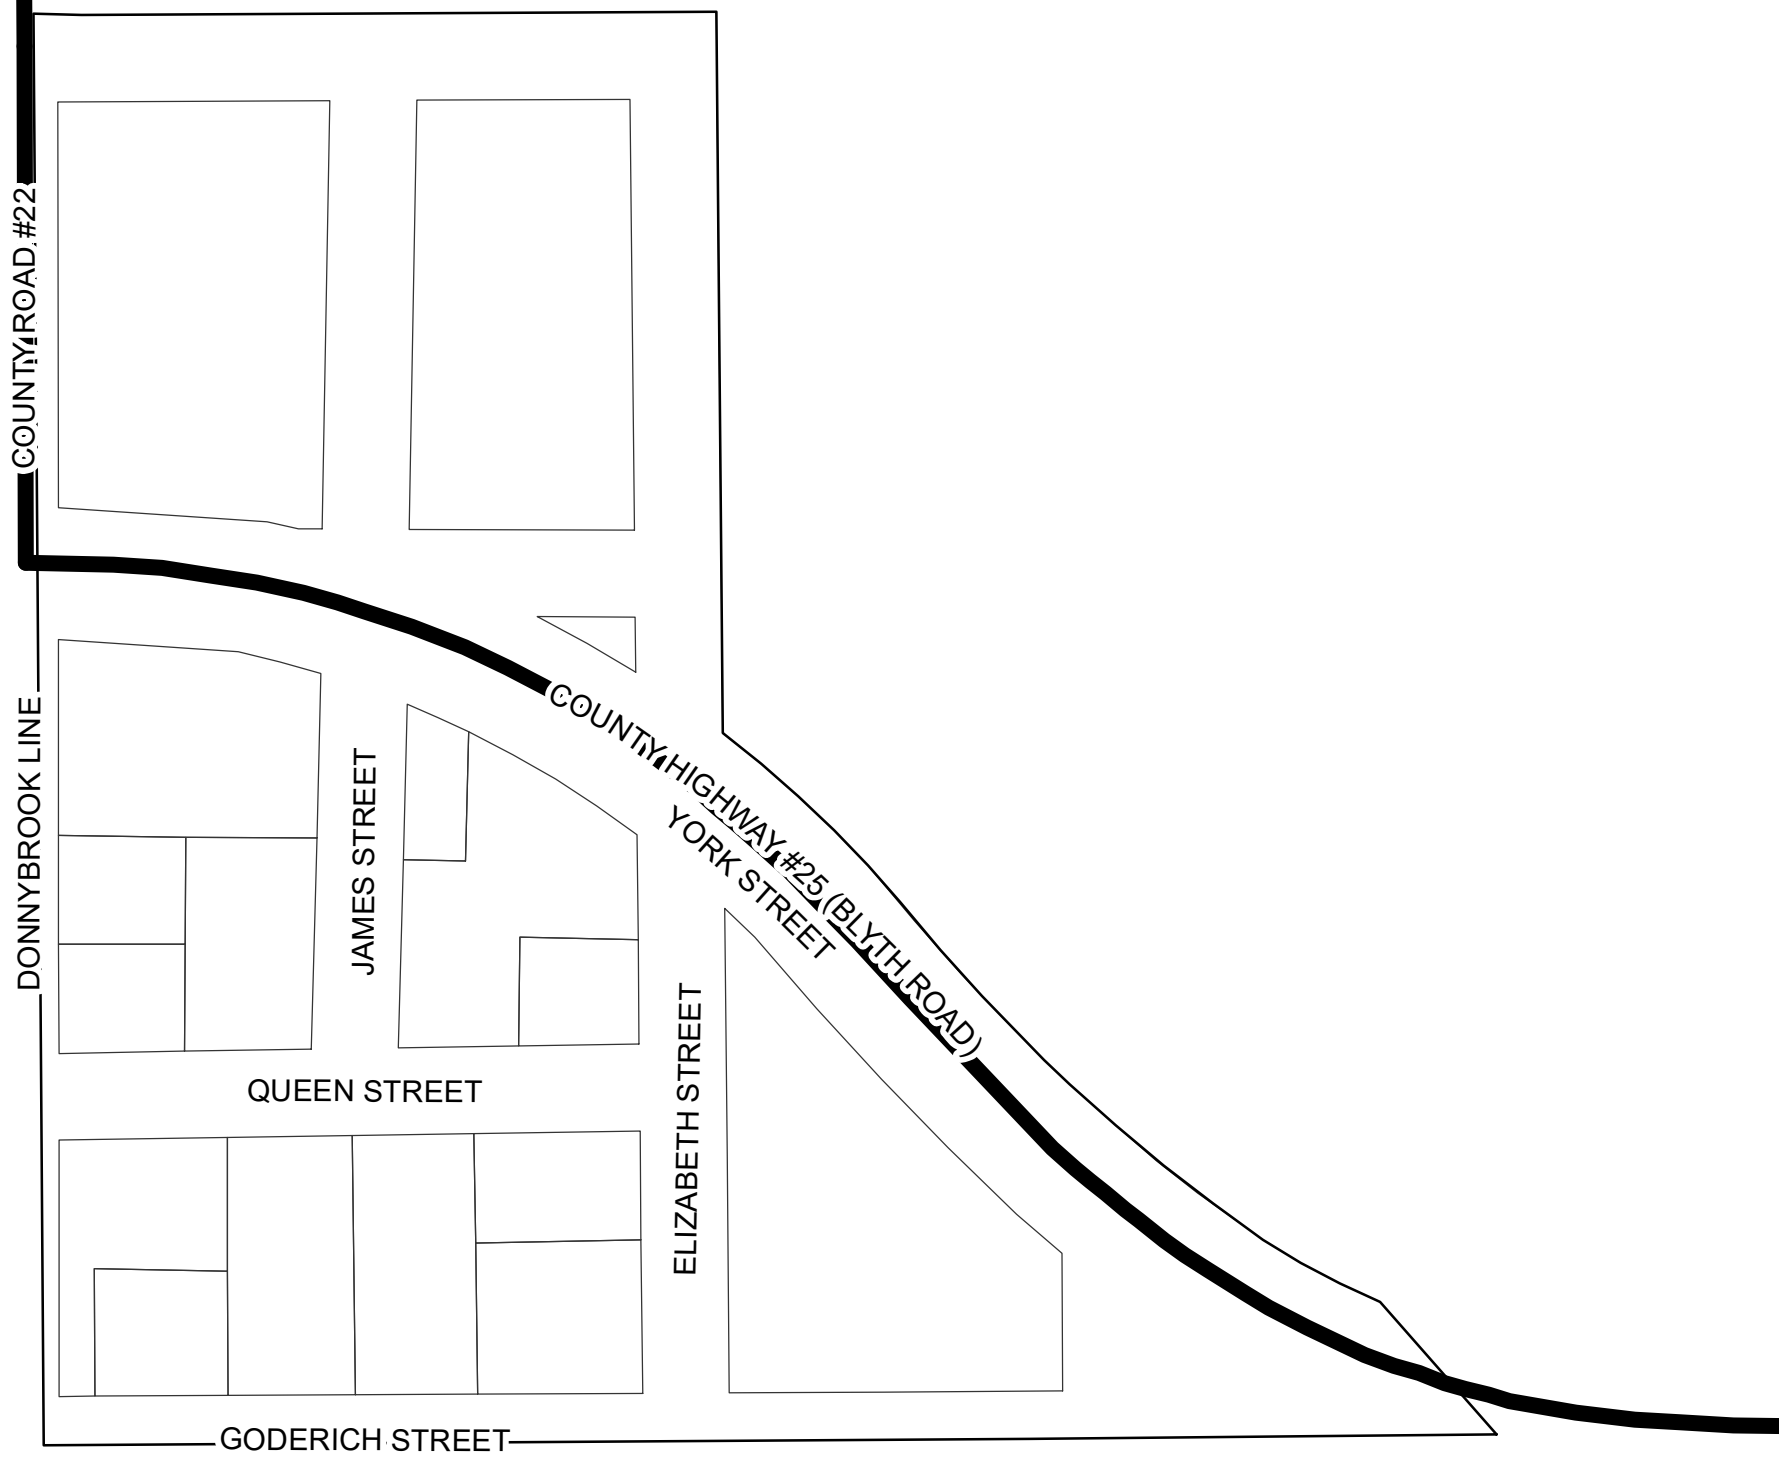 COUNTY ROAD #22
COUNTY HIGHWAY #25 (BLYTH ROAD)
YORK STREET
DONNYBROOK LINE
JAMES STREET
ELIZABETH STREET
QUEEN STREET
GODERICH STREET